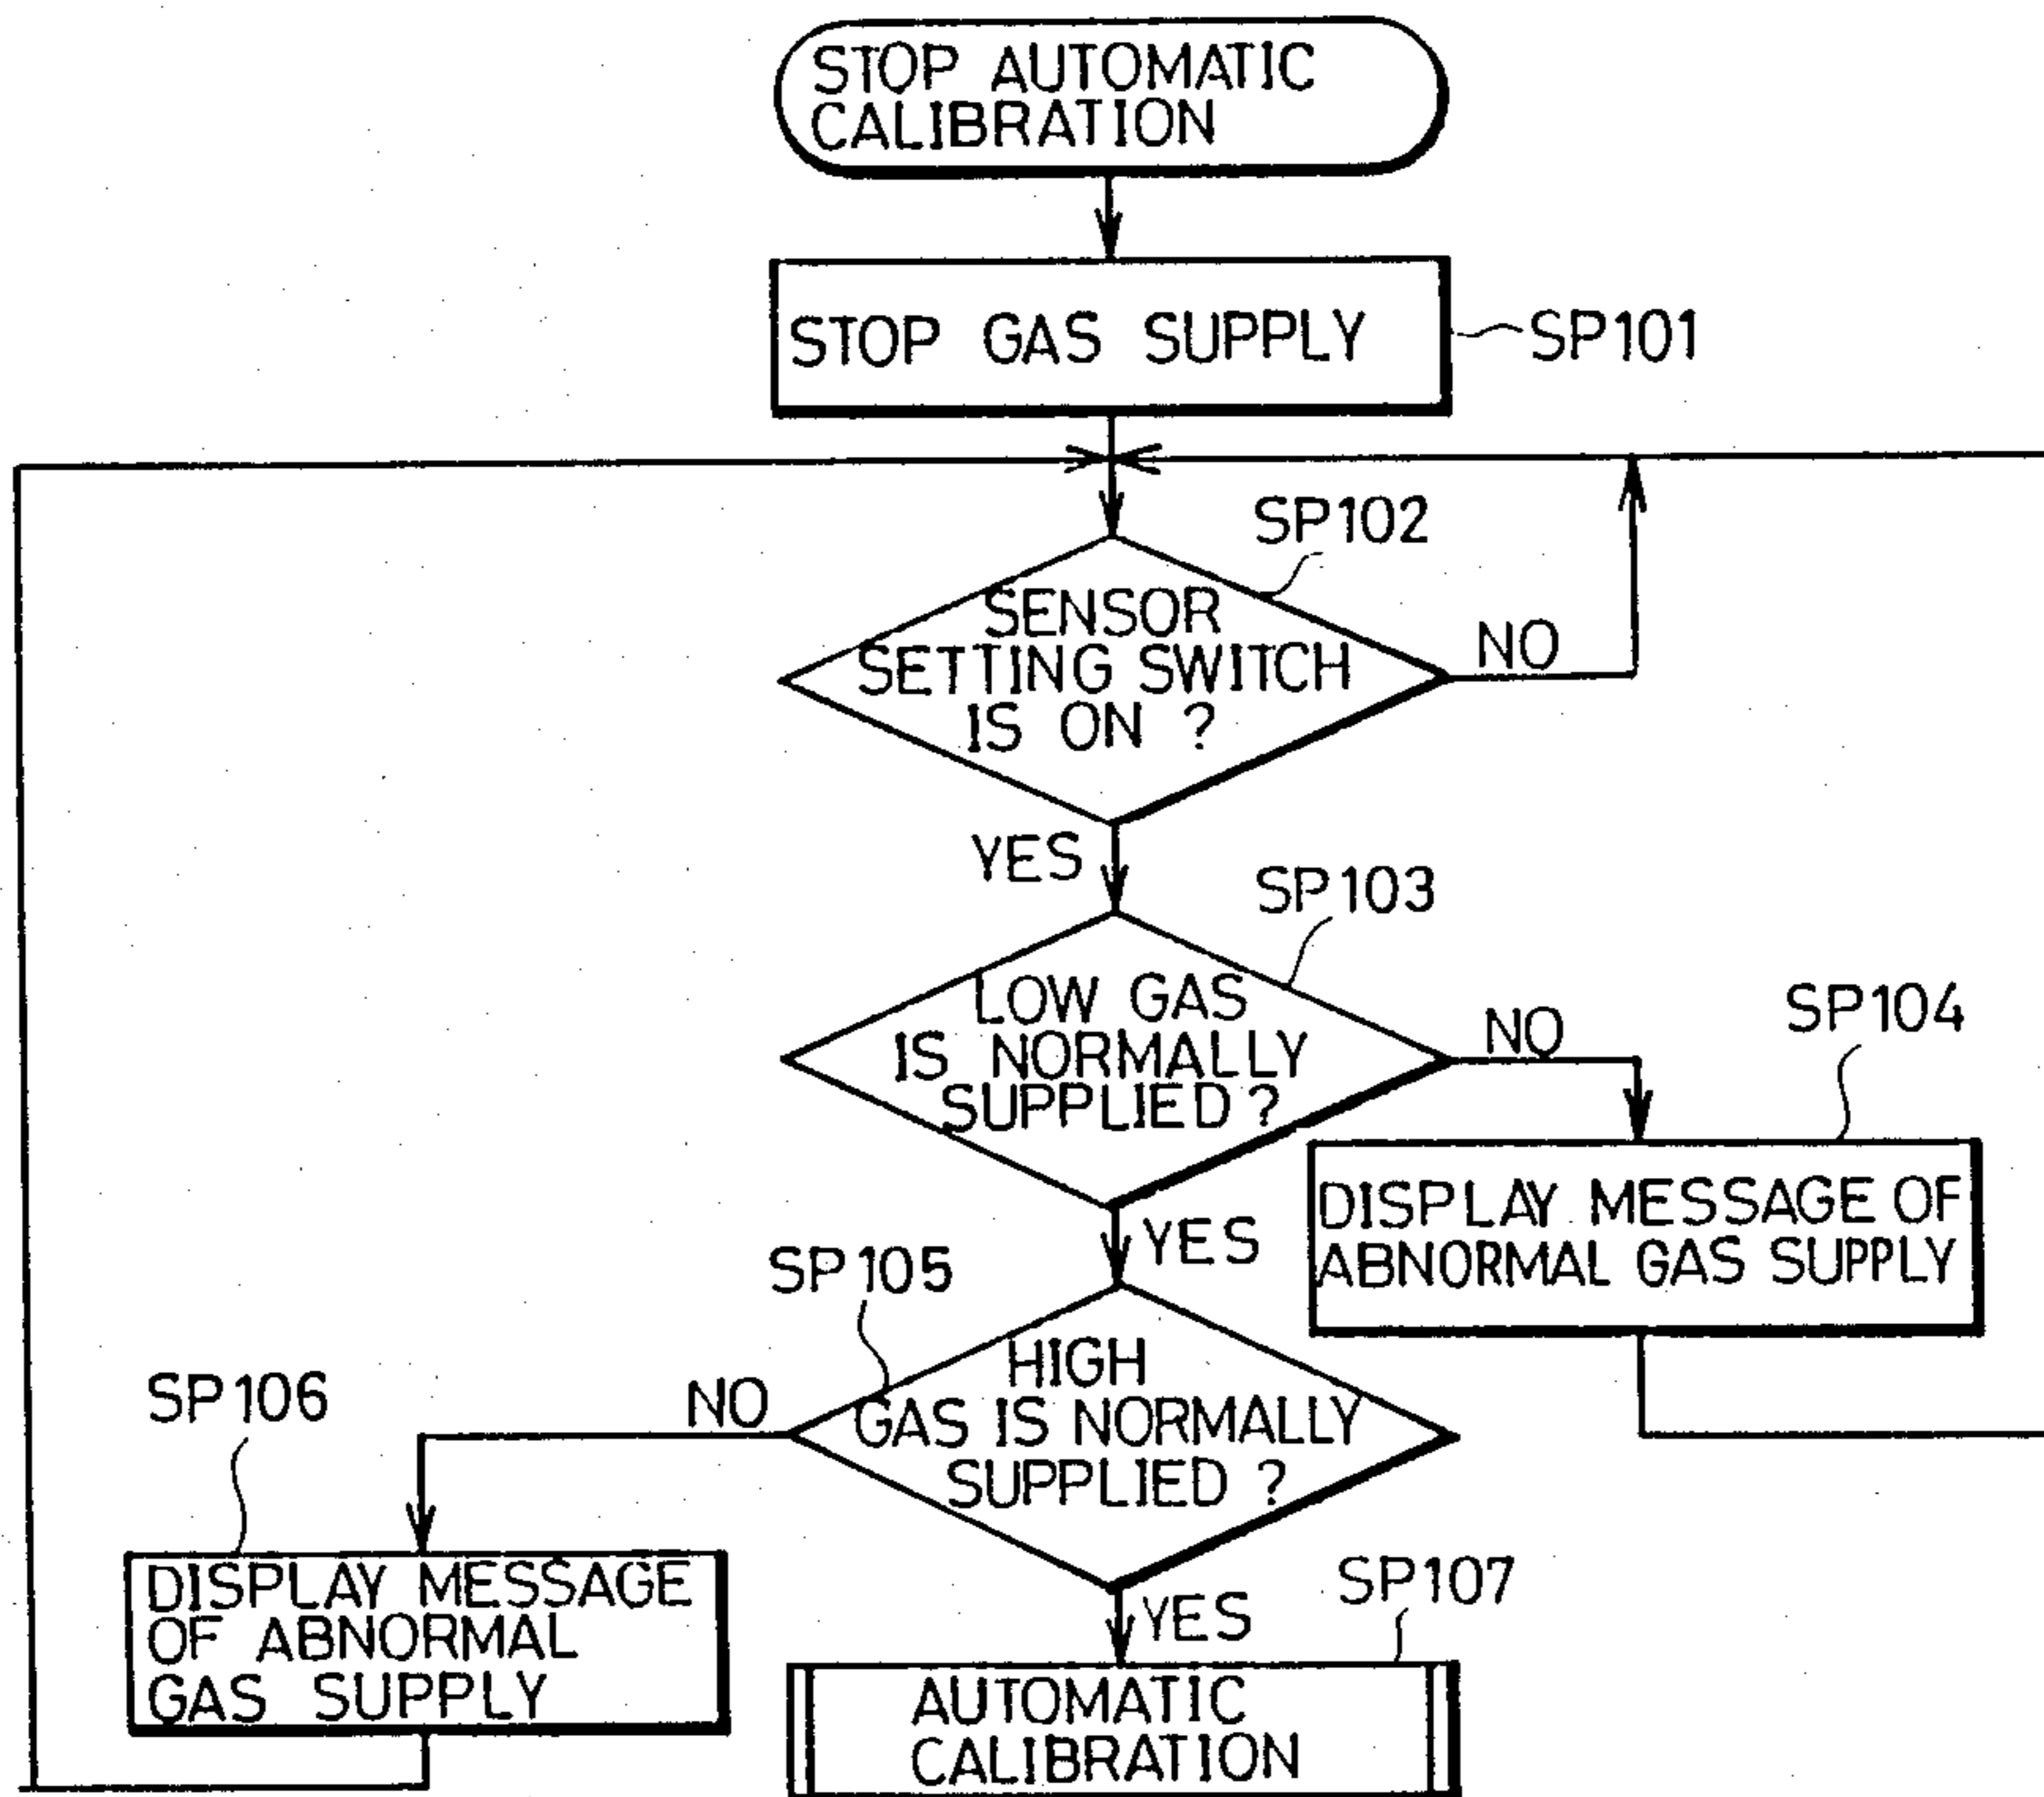 STOP AUTOMATIC
CALIBRATION
STOP GAS SUPPLY
SP101
SP102
SENSOR
SETTING SWITCH
IS ON ?
NO
YES
SP103
LOW GAS
IS NORMALLY
SUPPLIED ?
NO
SP104
DISPLAY MESSAGE OF
ABNORMAL GAS SUPPLY
YES
SP105
HIGH
GAS IS NORMALLY
SUPPLIED ?
NO
SP106
DISPLAY MESSAGE
OF ABNORMAL
GAS SUPPLY
YES
SP107
AUTOMATIC
CALIBRATION